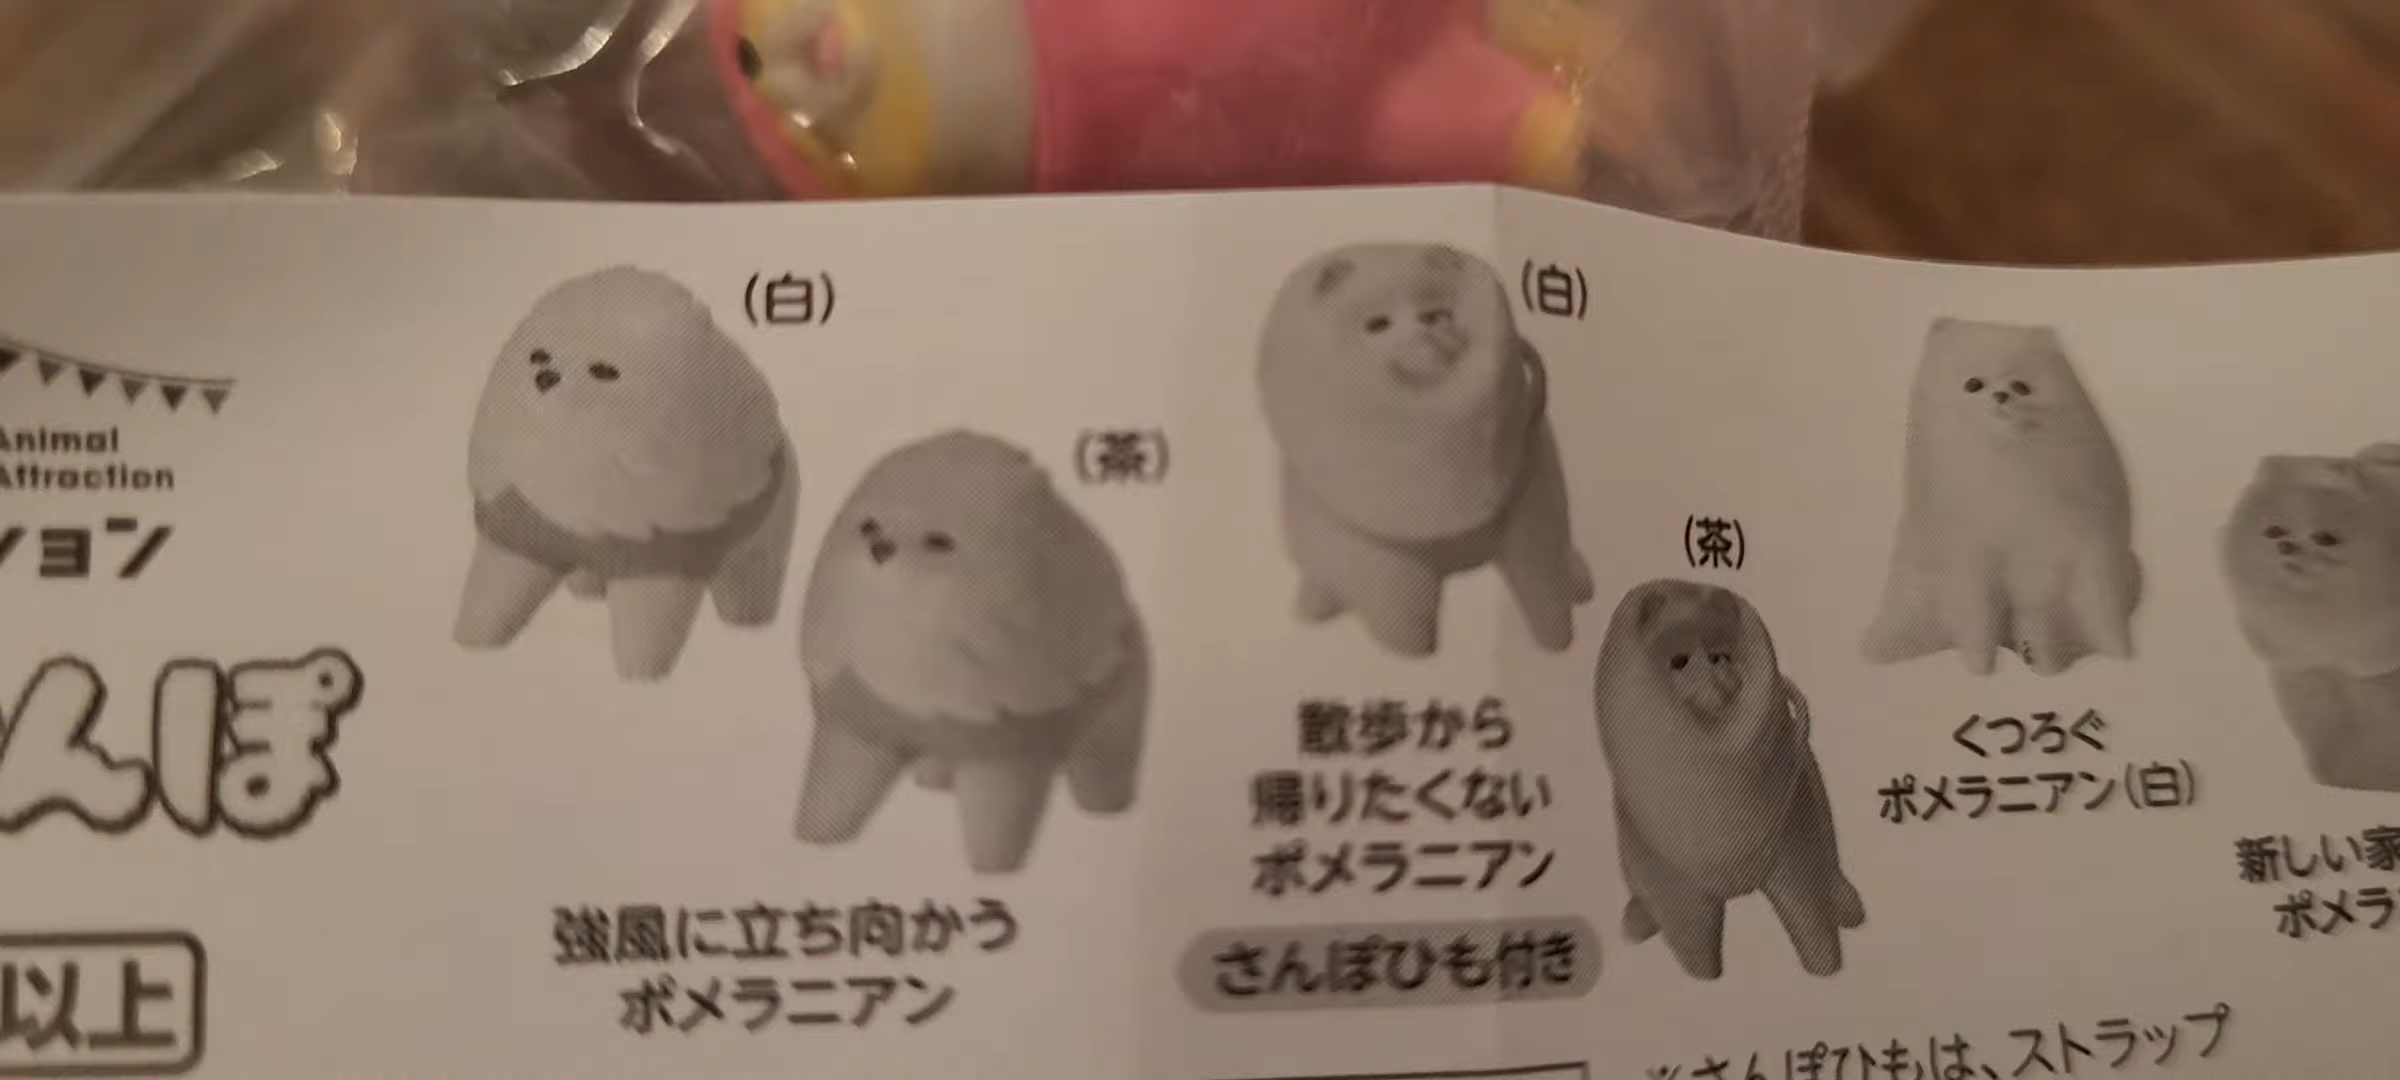 Animal
Attraction
ション
んぽ
以上
(白)
(茶)
強風に立ち向かう
ポメラニアン
(白)
(茶)
散歩から
帰りたくない
ポメラニアン
さんぽひも付き
くつろぐ
ポメラニアン(白)
新しい家
ポメラ
※さんぽひもは、ストラップ